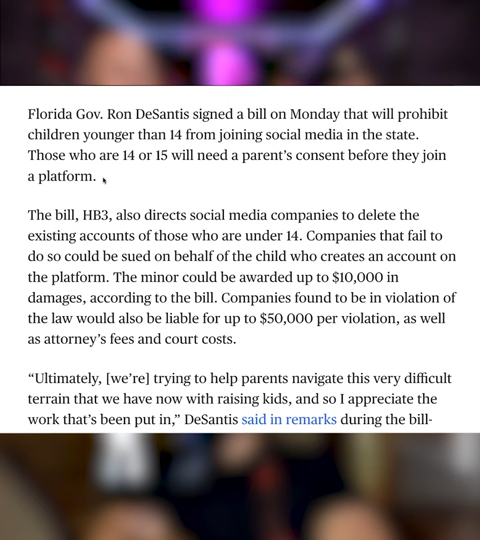 Florida Gov. Ron DeSantis signed a bill on Monday that will prohibit
children younger than 14 from joining social media in the state.
Those who are 14 or 15 will need a parent’s consent before they join
a platform.
The bill, HB3, also directs social media companies to delete the
existing accounts of those who are under 14. Companies that fail to
do so could be sued on behalf of the child who creates an account on
the platform. The minor could be awarded up to $10,000 in
damages, according to the bill. Companies found to be in violation of
the law would also be liable for up to $50,000 per violation, as well
as attorney’s fees and court costs.
“Ultimately, [we’re] trying to help parents navigate this very difficult
terrain that we have now with raising kids, and so I appreciate the
work that’s been put in,” DeSantis said in remarks during the bill-